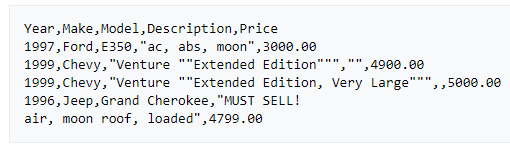 Year,Make,Model,Description,Price
1997,Ford,E350,"ac, abs, moon",3000.00
1999,Chevy,"Venture ""Extended Edition""","",4900.00
1999,Chevy,"Venture ""Extended Edition, Very Large""",,5000.00
1996,Jeep,Grand Cherokee,"MUST SELL!
air, moon roof, loaded",4799.00